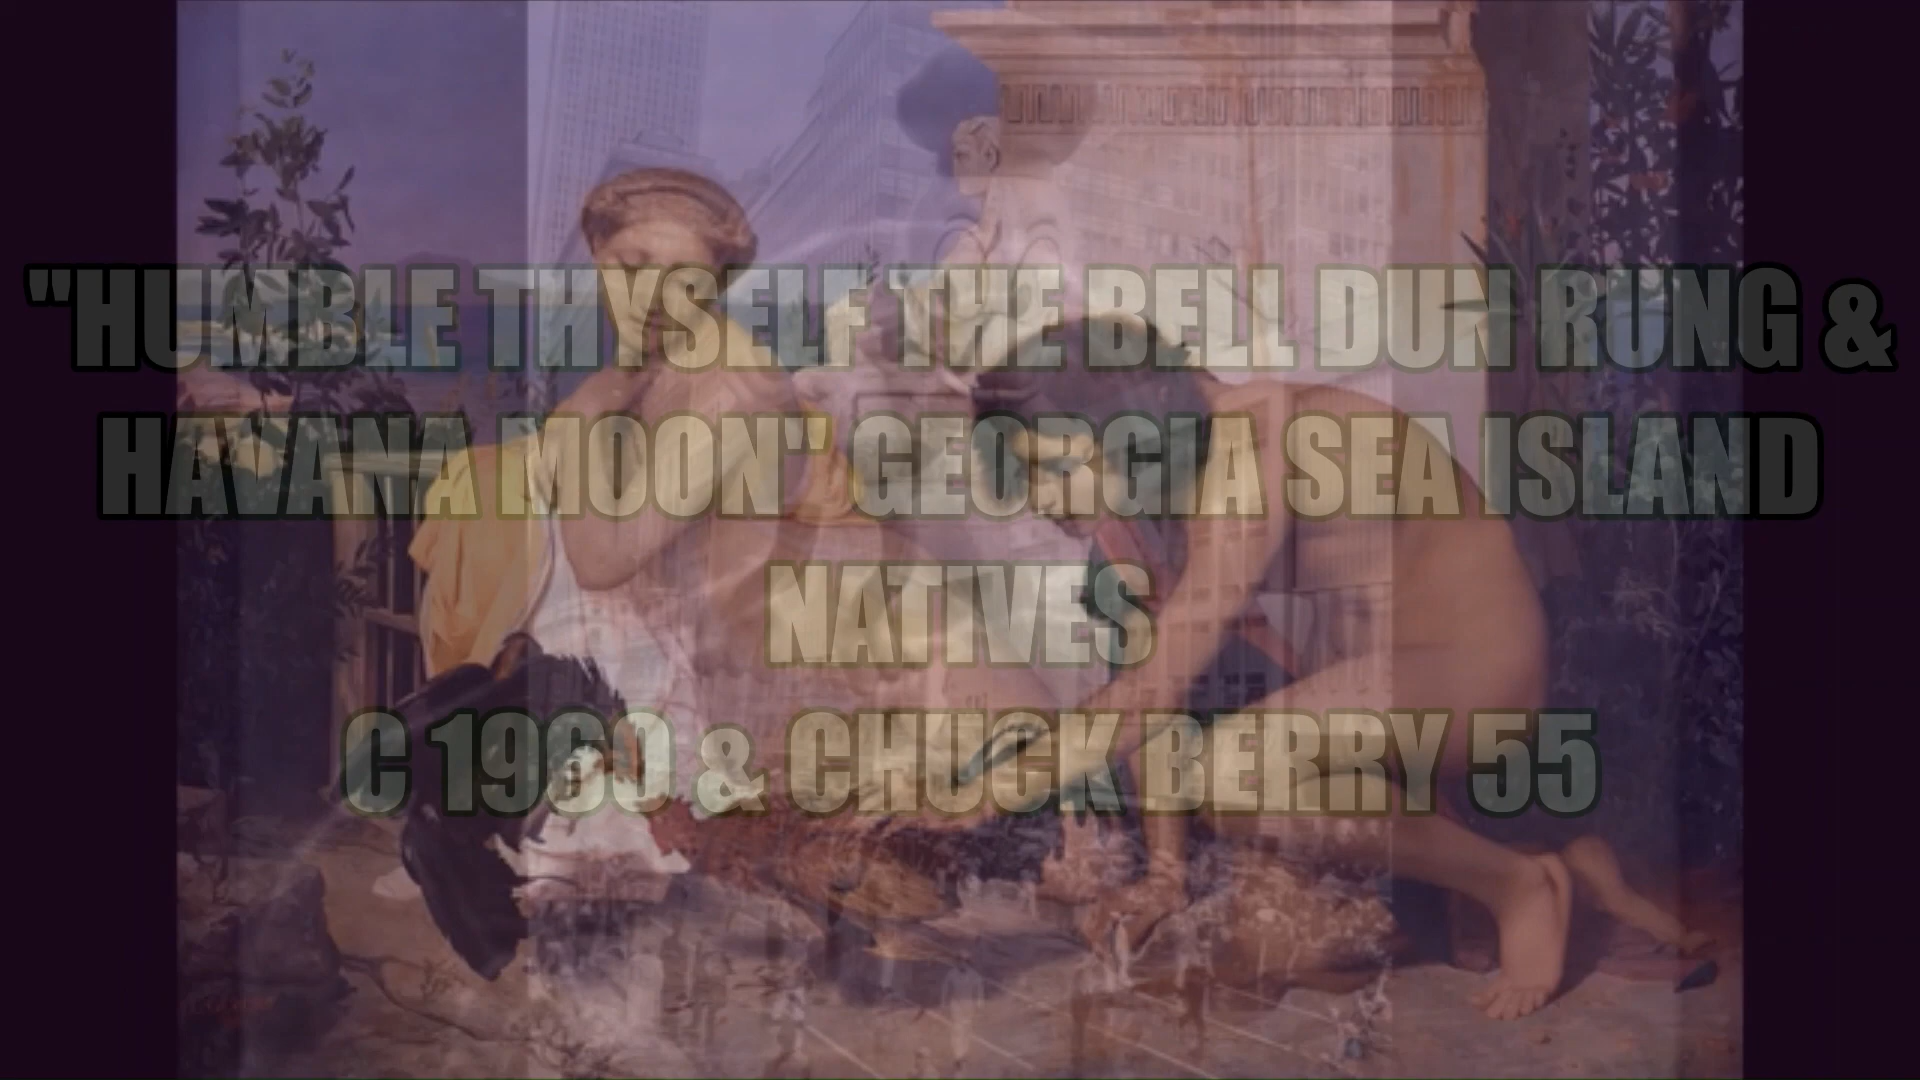 "HUMBLE THYSELF THE BELL DUN RUNG &
HAVANA MOON" GEORGIA SEA ISLAND
NATIVES
C 1960 & CHUCK BERRY 55